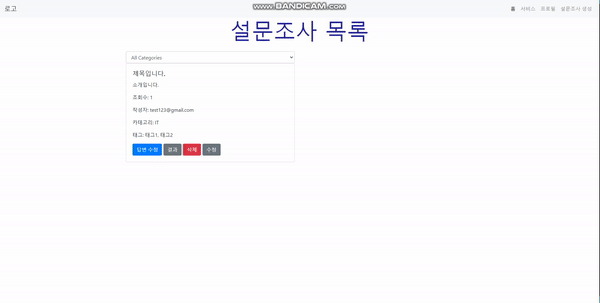 www.BANDICAM.com
로고
홈 서비스 프로필 설문조사 생성
설문조사 목록
All Categories
제목입니다.
소개입니다.
조회수: 1
작성자: test123@gmail.com
카테고리: IT
태그: 태그1, 태그2
답변 수정 결과 삭제 수정